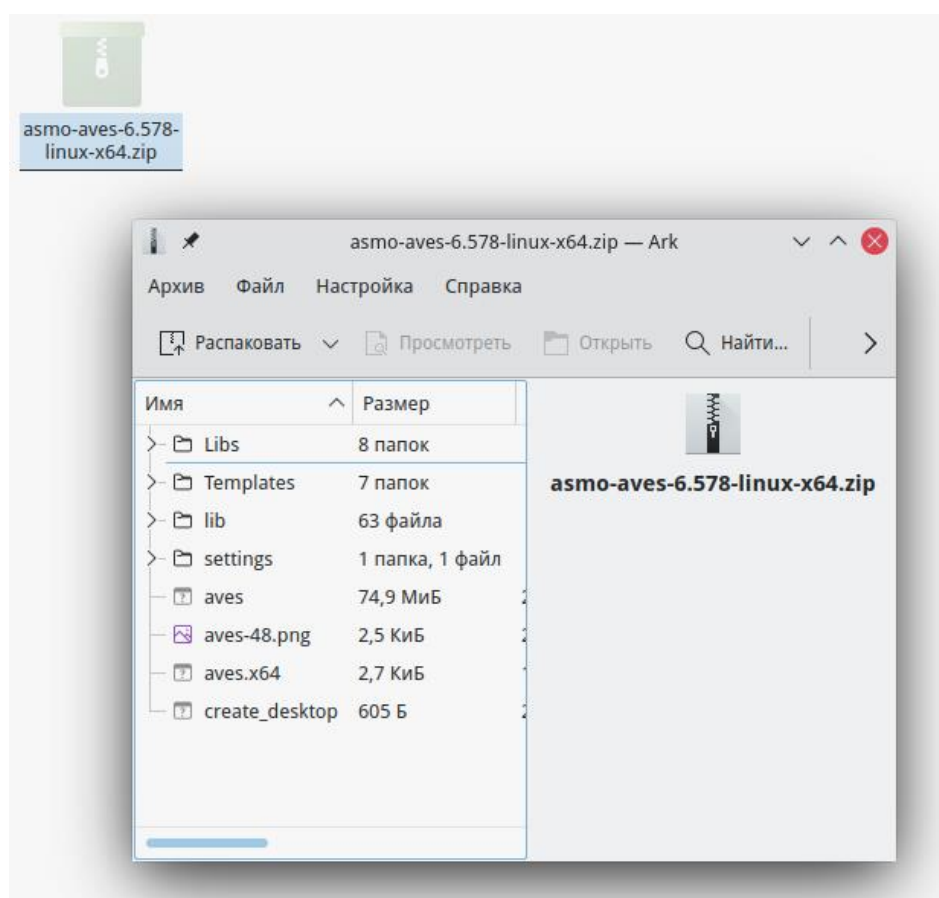 asmo-aves-6.578-
linux-x64.zip
asmo-aves-6.578-linux-x64.zip — Ark
Архив Файл Настройка Справка
Распаковать Просмотреть Открыть Найти...
Имя Размер
Libs 8 папок
Templates 7 папок
lib 63 файла
settings 1 папка, 1 файл
aves 74,9 МиБ
aves-48.png 2,5 КиБ
aves.x64 2,7 КиБ
create_desktop 605 Б
asmo-aves-6.578-linux-x64.zip